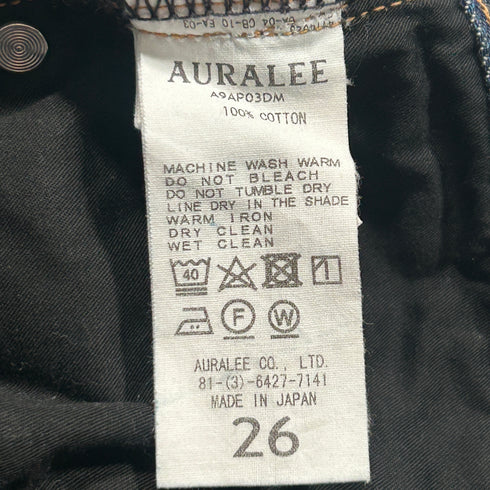 AURALEE
A9AP03DM
100% COTTON
MACHINE WASH WARM
DO NOT BLEACH
DO NOT TUMBLE DRY
LINE DRY IN THE SHADE
WARM IRON
DRY CLEAN
WET CLEAN
40
F W
AURALEE CO., LTD.
81-(3)-6427-7141
MADE IN JAPAN
26